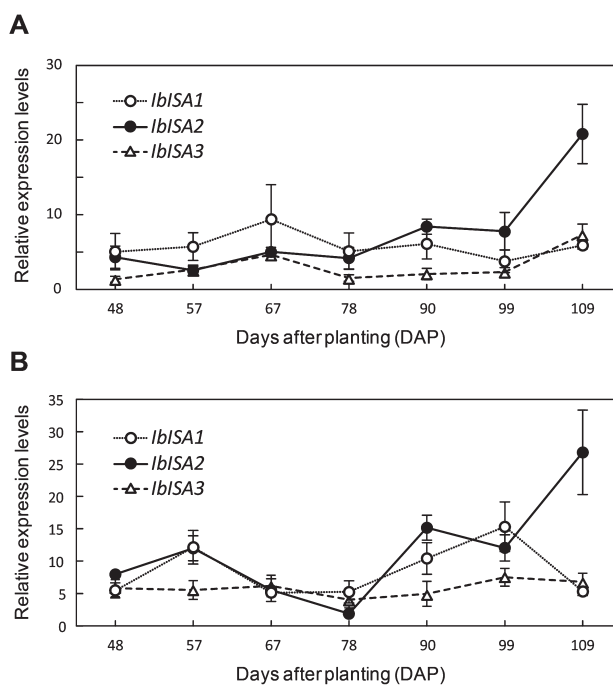 A
Relative expression levels
30
20
10
0
IbISA1
IbISA2
IbISA3
48 57 67 78 90 99 109
Days after planting (DAP)
B
Relative expression levels
35
30
25
20
15
10
5
0
IbISA1
IbISA2
IbISA3
48 57 67 78 90 99 109
Days after planting (DAP)